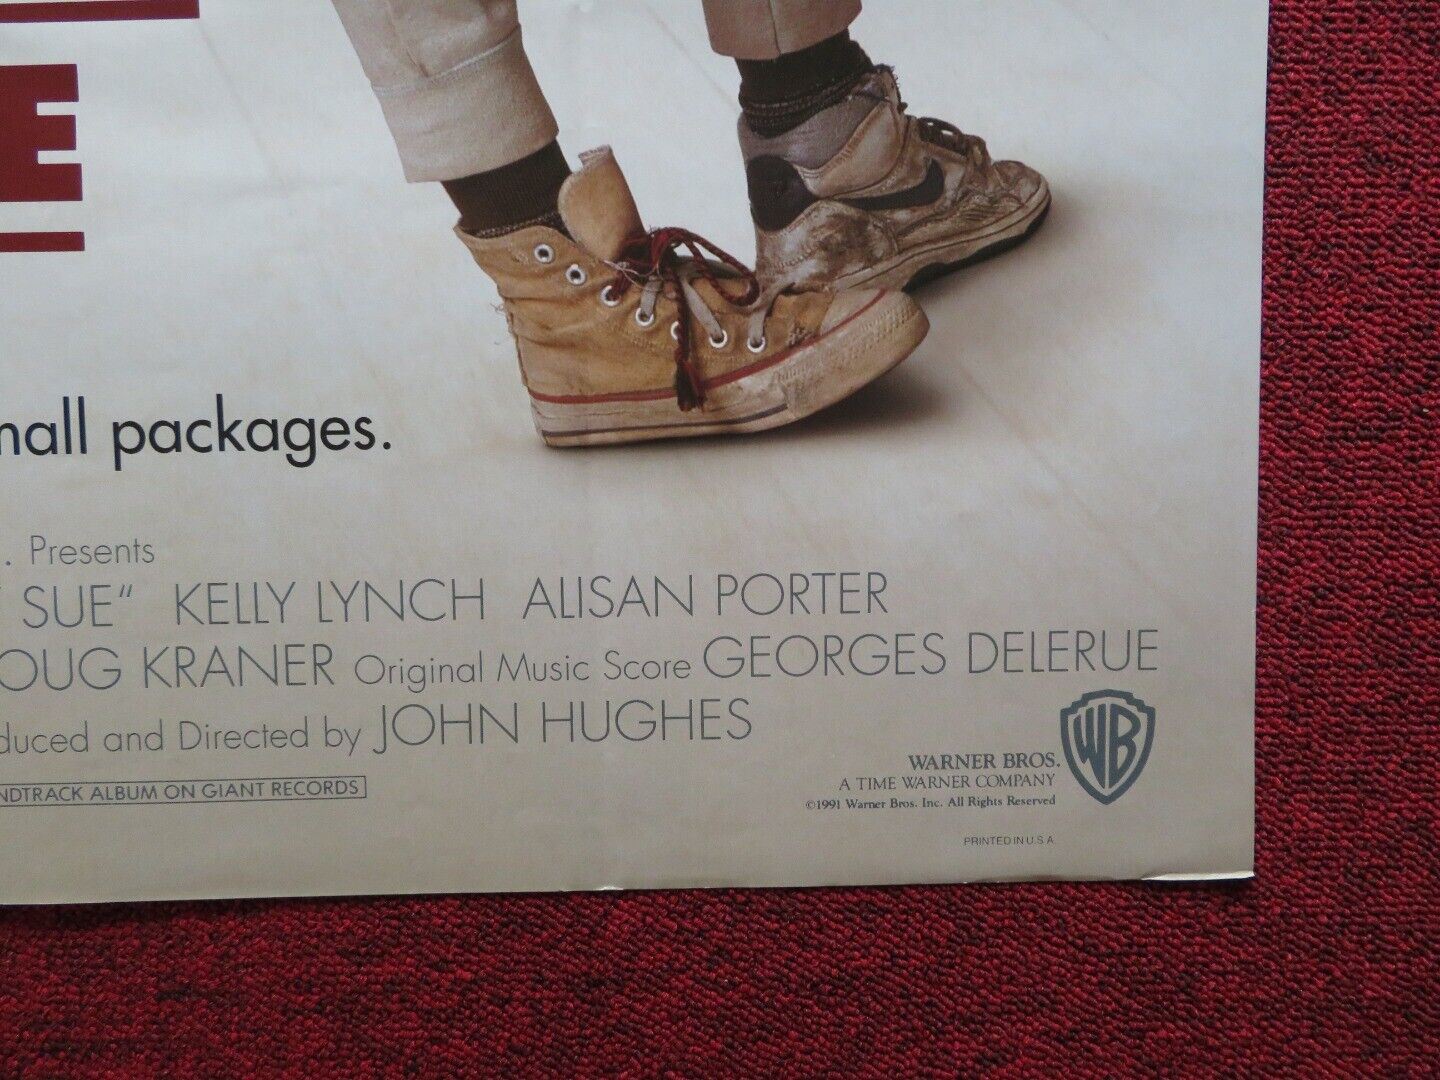 E
mall packages.
. Presents
SUE“ KELLY LYNCH ALISAN PORTER
OUG KRANER Original Music Score GEORGES DELERUE
duced and Directed by JOHN HUGHES
NDTRACK ALBUM ON GIANT RECORDS
WARNER BROS.
A TIME WARNER COMPANY
©1991 Warner Bros. Inc. All Rights Reserved
WB
PRINTED IN U.S.A